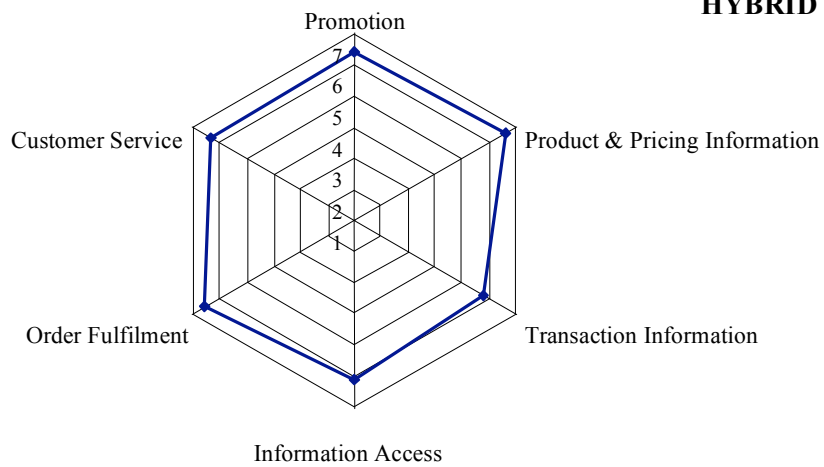 HYBRID
Promotion
7
6
5
4
3
2
1
Customer Service
Product & Pricing Information
Order Fulfilment
Transaction Information
Information Access